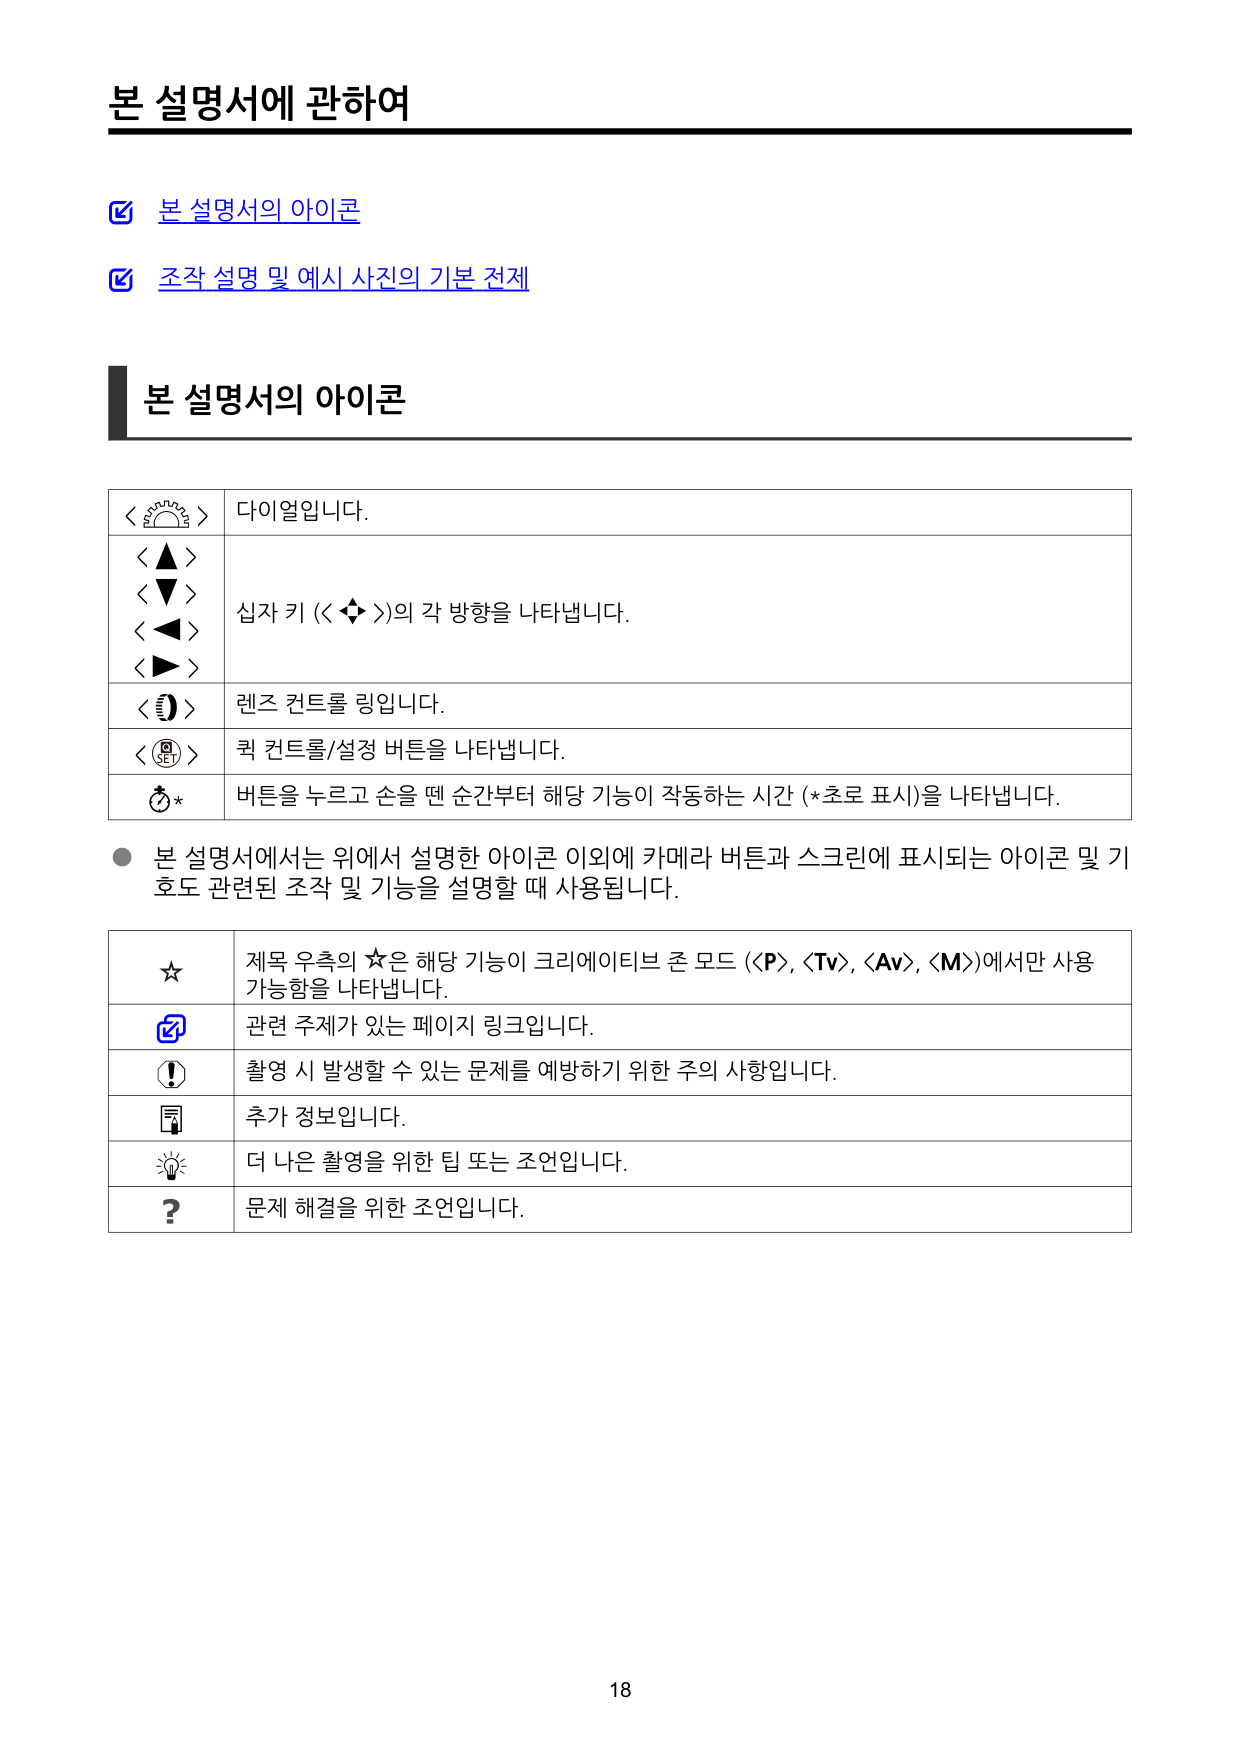 본 설명서에 관하여
본 설명서의 아이콘
조작 설명 및 예시 사진의 기본 전제
본 설명서의 아이콘
< > 다이얼입니다.
<▲>
<▼>
<◀>
<▶>
십자 키 (< >)의 각 방향을 나타냅니다.
< > 렌즈 컨트롤 링입니다.
<Q SET> 퀵 컨트롤/설정 버튼을 나타냅니다.
* 버튼을 누르고 손을 뗀 순간부터 해당 기능이 작동하는 시간 (*초로 표시)을 나타냅니다.
● 본 설명서에서는 위에서 설명한 아이콘 이외에 카메라 버튼과 스크린에 표시되는 아이콘 및 기
호도 관련된 조작 및 기능을 설명할 때 사용됩니다.
☆ 제목 우측의 ☆은 해당 기능이 크리에이티브 존 모드 (<P>, <Tv>, <Av>, <M>)에서만 사용
가능함을 나타냅니다.
관련 주제가 있는 페이지 링크입니다.
촬영 시 발생할 수 있는 문제를 예방하기 위한 주의 사항입니다.
추가 정보입니다.
더 나은 촬영을 위한 팁 또는 조언입니다.
? 문제 해결을 위한 조언입니다.
18